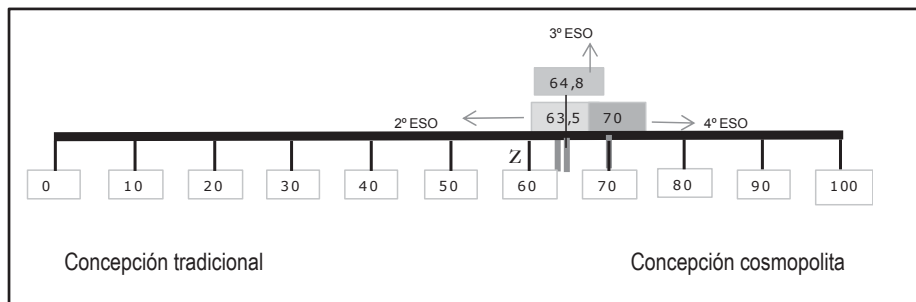 3º ESO
64,8
2º ESO 63,5 70 4º ESO
Z
0 10 20 30 40 50 60 70 80 90 100
Concepción tradicional Concepción cosmopolita